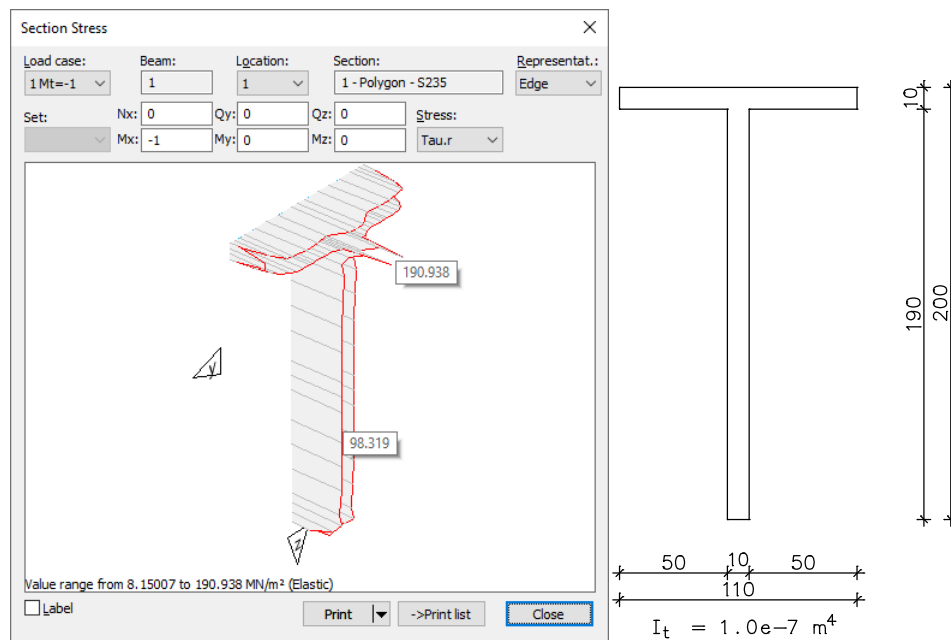 Section Stress
Load case: Beam: Location: Section: Representat.:
1 Mt=-1 1 1 1 - Polygon - S235 Edge
Set: Nx: 0 Qy: 0 Qz: 0 Stress:
Mx: -1 My: 0 Mz: 0 Tau.r
190.938
y
98.319
z
Value range from 8.15007 to 190.938 MN/m² (Elastic)
Label
Print ->Print list Close
10
190
200
50 10 50
110
It = 1.0e-7 m⁴